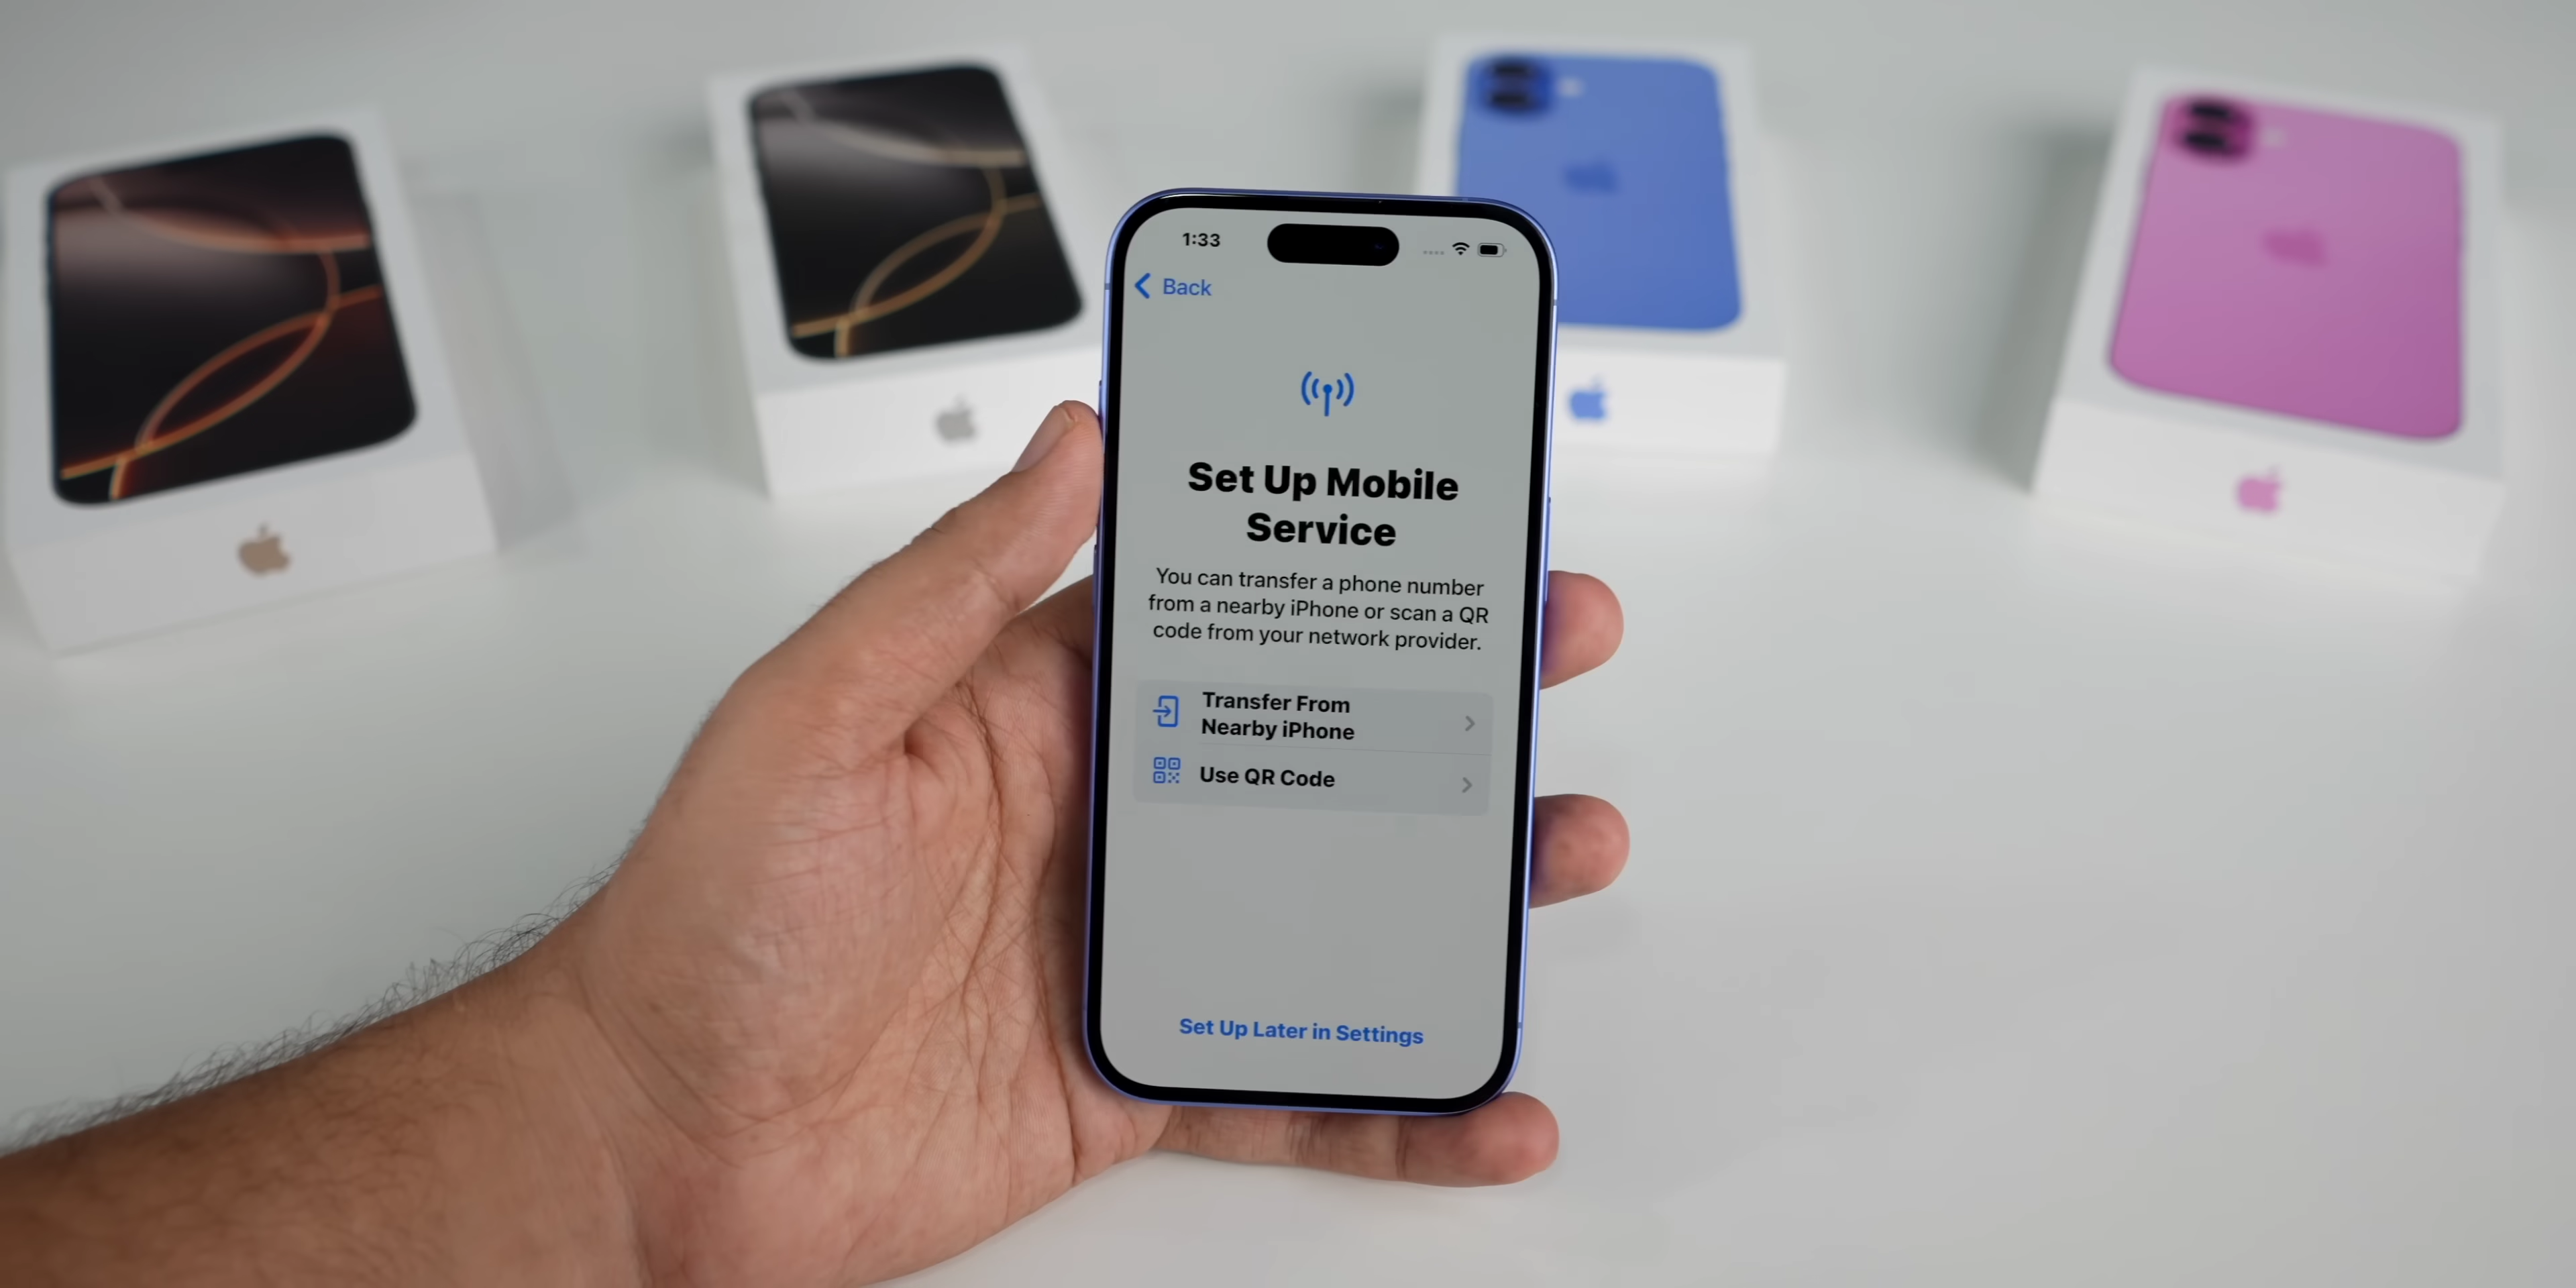 1:33
Back
Set Up Mobile
Service
You can transfer a phone number
from a nearby iPhone or scan a QR
code from your network provider.
Transfer From
Nearby iPhone
Use QR Code
Set Up Later in Settings